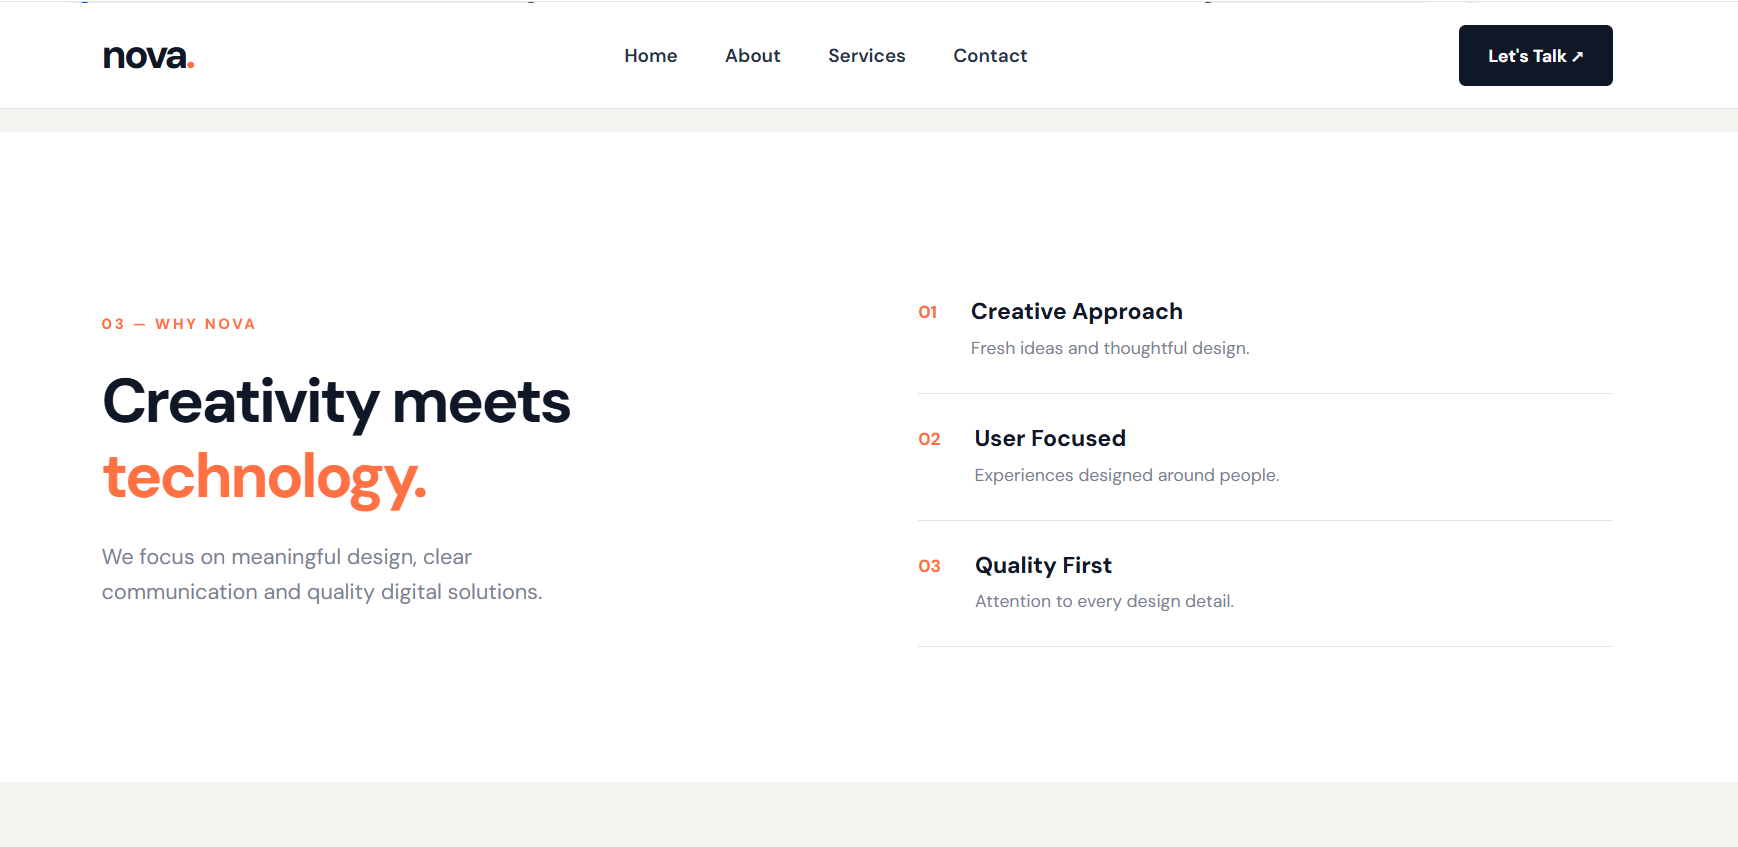 nova.
Home
About
Services
Contact
Let's Talk ↗
03 — WHY NOVA
Creativity meets
technology.
We focus on meaningful design, clear
communication and quality digital solutions.
01
Creative Approach
Fresh ideas and thoughtful design.
02
User Focused
Experiences designed around people.
03
Quality First
Attention to every design detail.